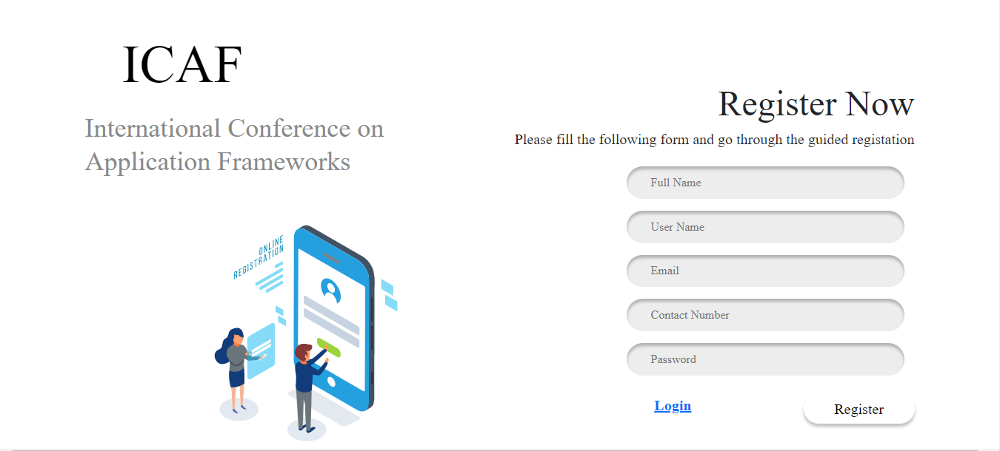 ICAF
International Conference on
Application Frameworks
ONLINE
REGISTRATION
Register Now
Please fill the following form and go through the guided registation
Full Name
User Name
Email
Contact Number
Password
Login
Register